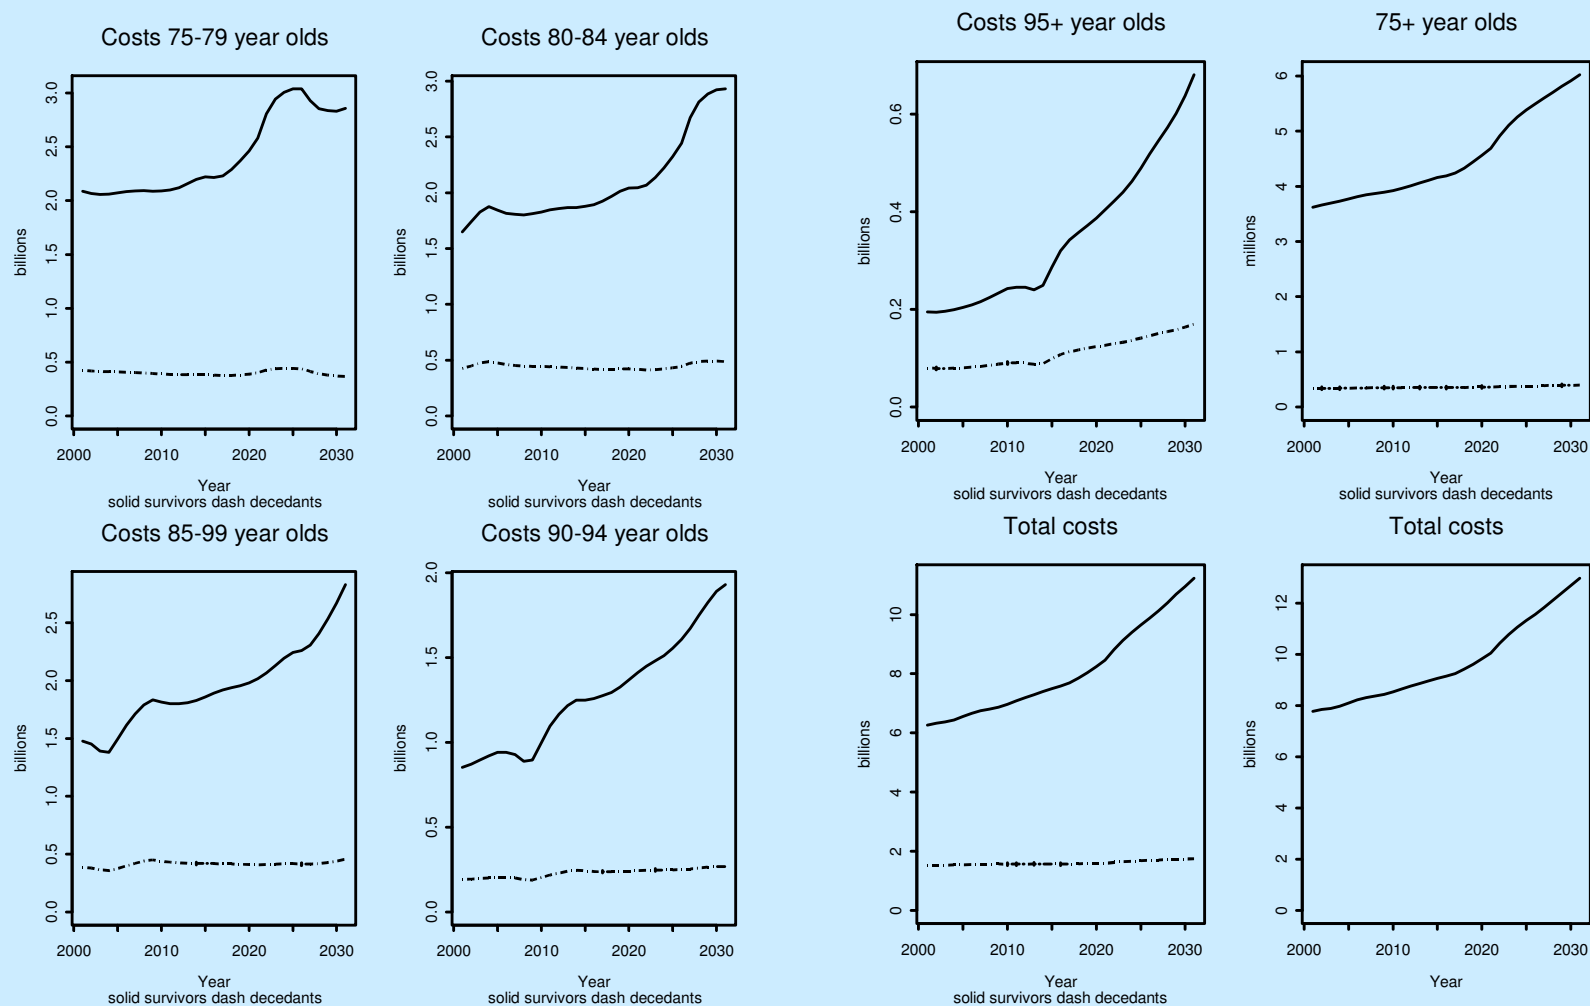 Costs 75-79 year olds
billions
3.0
2.5
2.0
1.5
1.0
0.5
0.0
2000 2010 2020 2030
Year
solid survivors dash decedants
Costs 80-84 year olds
billions
3.0
2.5
2.0
1.5
1.0
0.5
0.0
2000 2010 2020 2030
Year
solid survivors dash decedants
Costs 95+ year olds
billions
0.6
0.4
0.2
0.0
2000 2010 2020 2030
Year
solid survivors dash decedants
75+ year olds
millions
6
5
4
3
2
1
0
2000 2010 2020 2030
Year
solid survivors dash decedants
Costs 85-99 year olds
billions
2.5
2.0
1.5
1.0
0.5
0.0
2000 2010 2020 2030
Year
solid survivors dash decedants
Costs 90-94 year olds
billions
2.0
1.5
1.0
0.5
0.0
2000 2010 2020 2030
Year
solid survivors dash decedants
Total costs
billions
10
8
6
4
2
0
2000 2010 2020 2030
Year
solid survivors dash decedants
Total costs
billions
12
10
8
6
4
2
0
2000 2010 2020 2030
Year